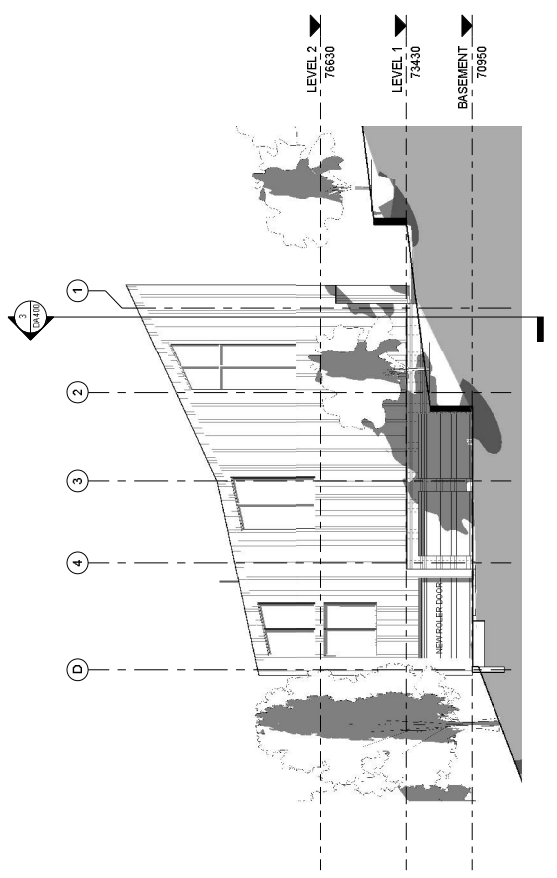 3
DA400
D 4 3 2 1
LEVEL 2
76630
LEVEL 1
73430
NEW ROLER DOOR
BASEMENT
70950